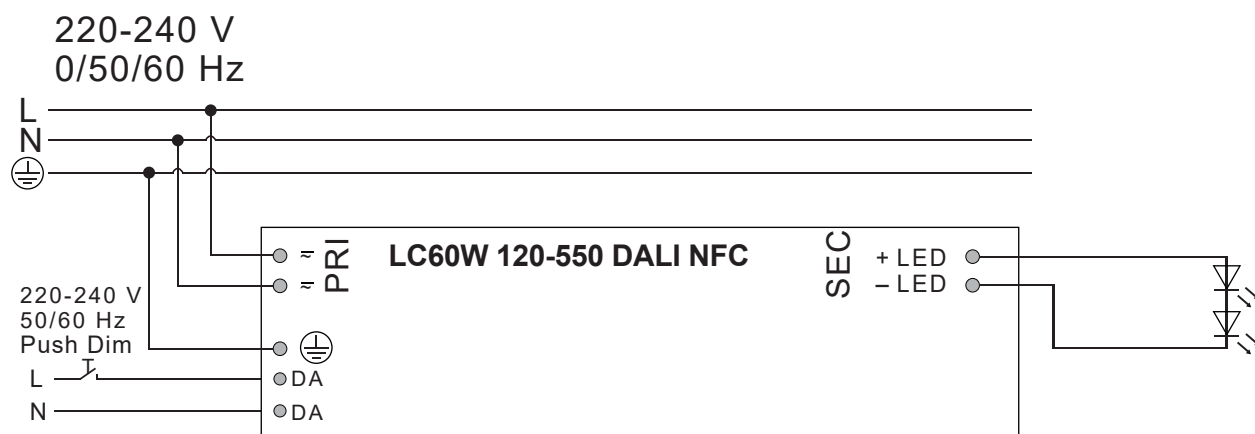 220-240 V
0/50/60 Hz
L
N
PRI
LC60W 120-550 DALI NFC
SEC
+ LED
– LED
220-240 V
50/60 Hz
Push Dim
L
DA
N
DA